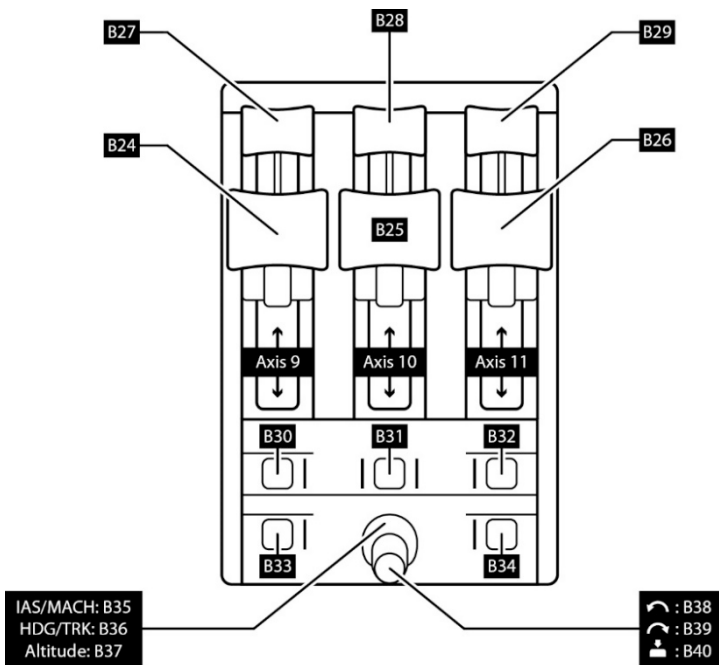 B27
B28
B29
B24
B25
B26
Axis 9
Axis 10
Axis 11
B30
B31
B32
B33
B34
IAS/MACH: B35
HDG/TRK: B36
Altitude: B37
: B38
: B39
: B40